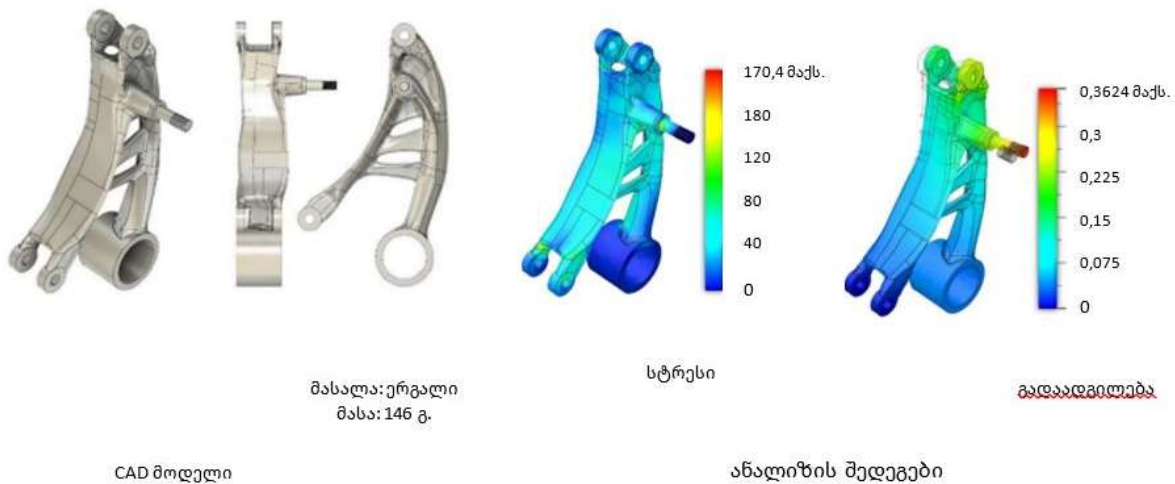 170,4 მაქს.
180
120
80
40
0
0,3624 მაქს.
0,3
0,225
0,15
0,075
0
სტრესი
მასალა: ერგალი
მასა: 146 გ.
გადაადგილება
CAD მოდელი
ანალიზის შედეგები